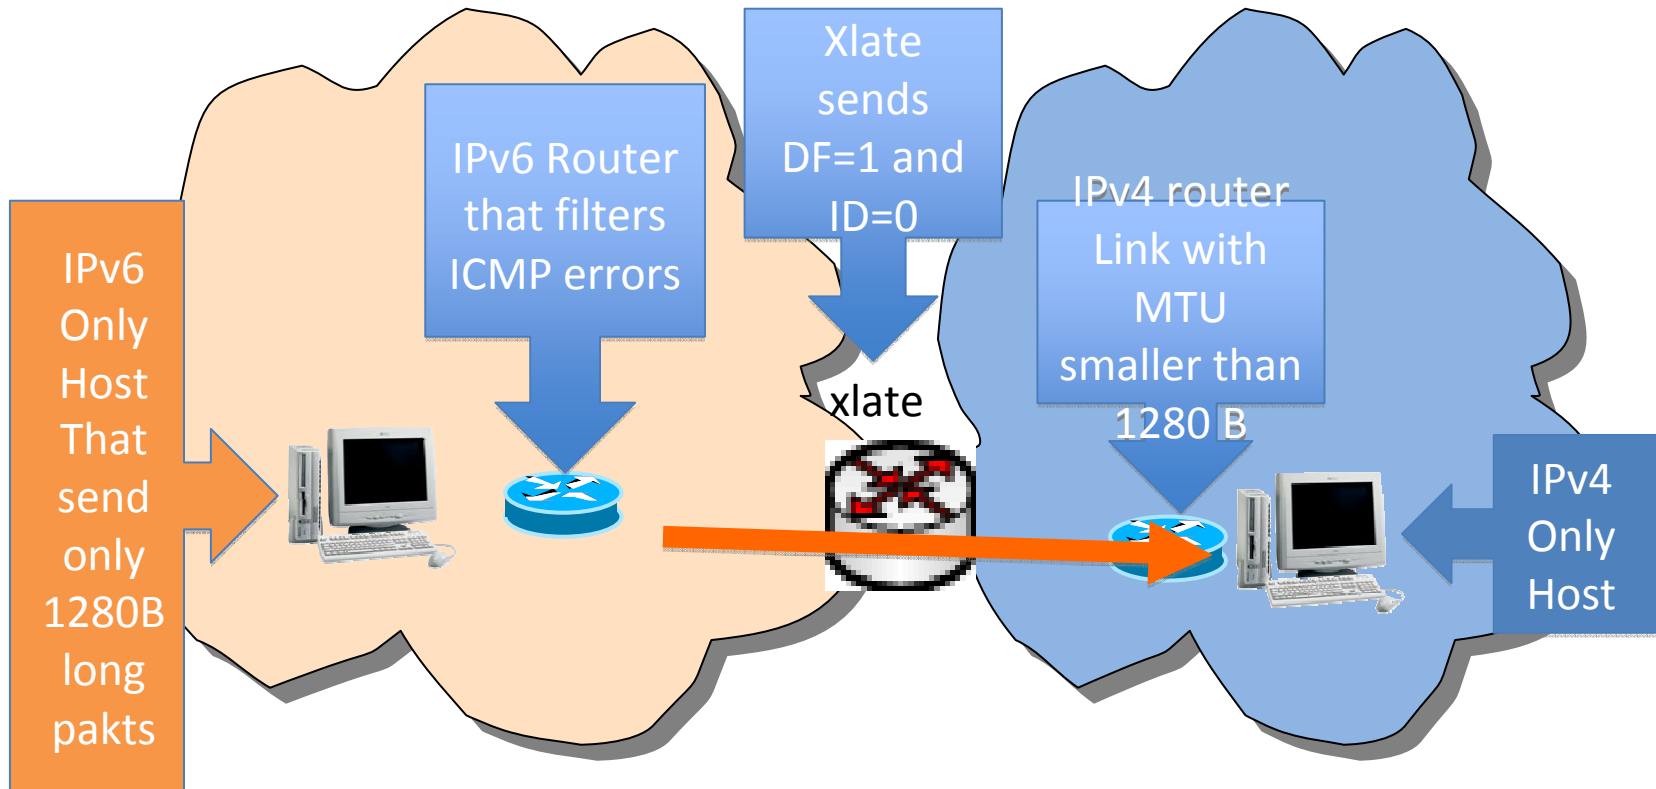 IPv6
Only
Host
That
send
only
1280B
long
pakts
IPv6 Router
that filters
ICMP errors
Xlate
sends
DF=1 and
ID=0
xlate
IPv4 router
Link with
MTU
smaller than
1280 B
IPv4
Only
Host